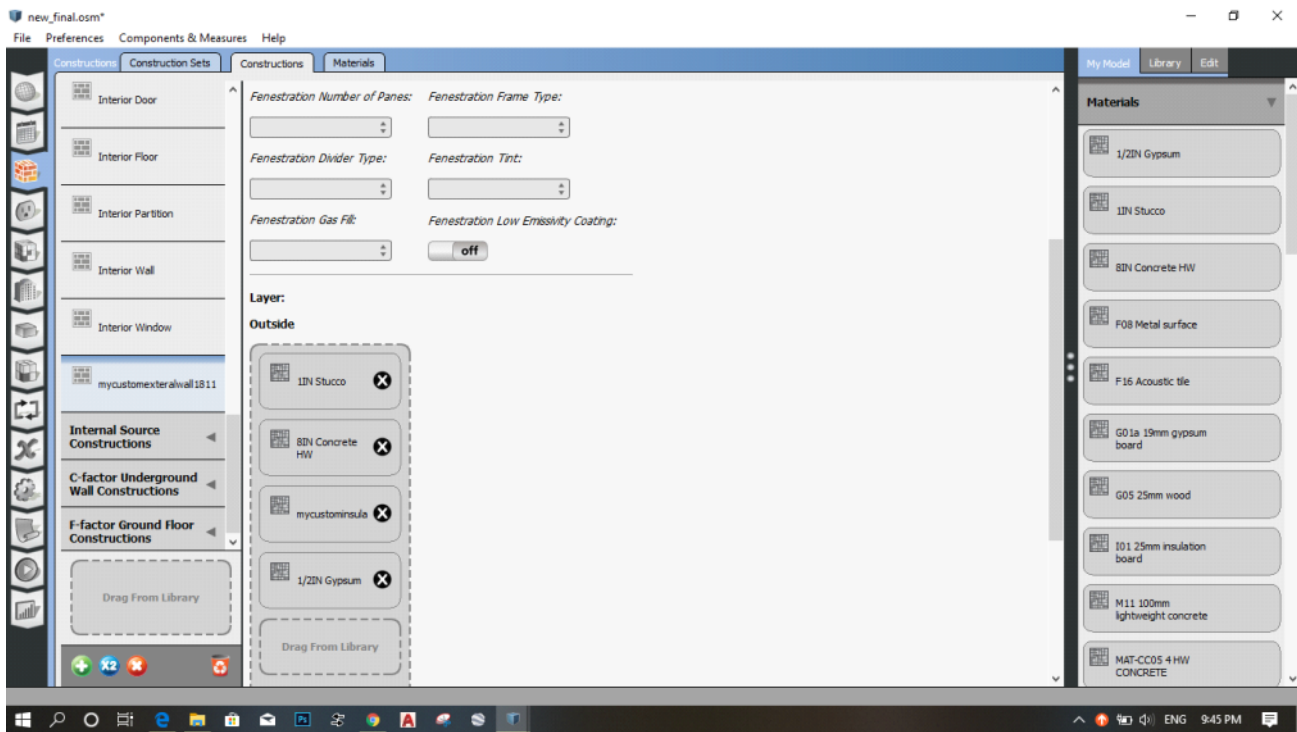 new_final.osm*
File Preferences Components & Measures Help
Constructions Construction Sets Constructions Materials
My Model Library Edit
Interior Door
Interior Floor
Interior Partition
Interior Wall
Interior Window
mycustomexteralwall1811
Internal Source
Constructions
C-factor Underground
Wall Constructions
F-factor Ground Floor
Constructions
Drag From Library
X2
Fenestration Number of Panes: Fenestration Frame Type:
Fenestration Divider Type: Fenestration Tint:
Fenestration Gas Fill: Fenestration Low Emissivity Coating:
off
Layer:
Outside
1IN Stucco
8IN Concrete
HW
mycustominsula
1/2IN Gypsum
Drag From Library
Materials
1/2IN Gypsum
1IN Stucco
8IN Concrete HW
F08 Metal surface
F16 Acoustic tile
G01a 19mm gypsum
board
G05 25mm wood
I01 25mm insulation
board
M11 100mm
lightweight concrete
MAT-CC05 4 HW
CONCRETE
Ps
ENG 9:45 PM